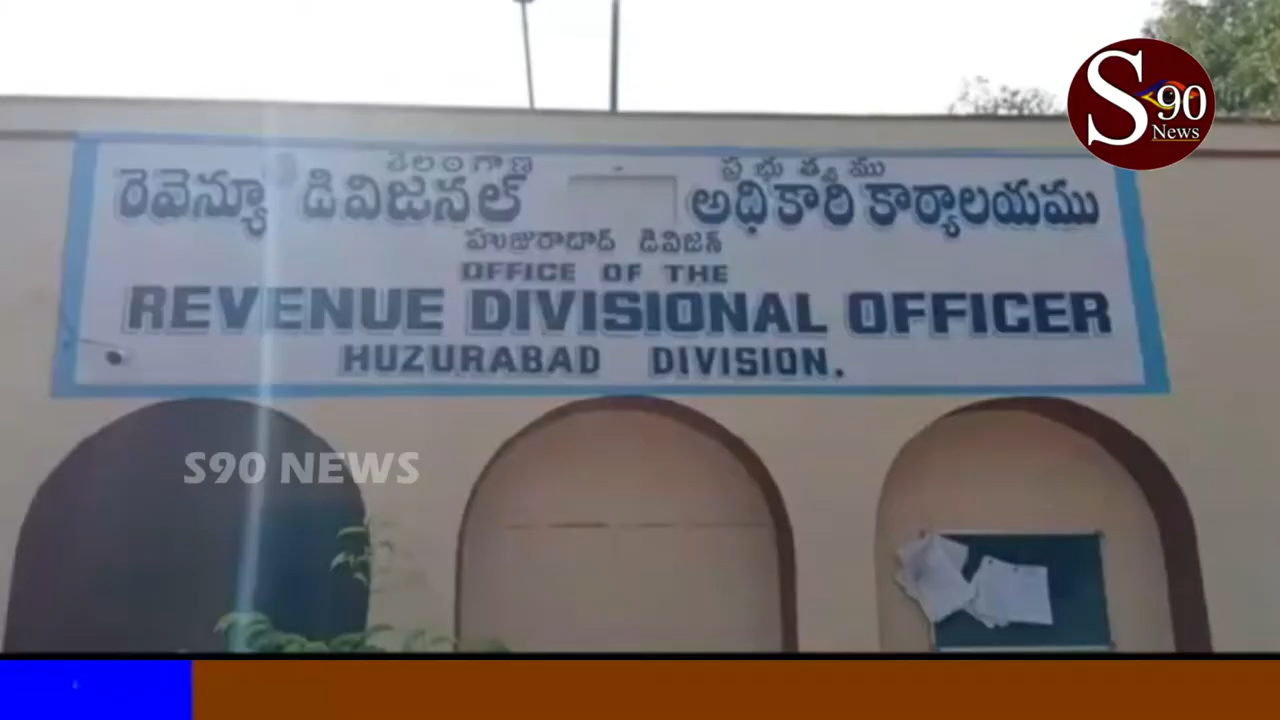 తెలంగాణ ప్రభుత్వము
రెవెన్యూ డివిజనల్ అధికారి కార్యాలయము
హుజురాబాద్ డివిజన్
OFFICE OF THE
REVENUE DIVISIONAL OFFICER
HUZURABAD DIVISION.
S90 News
S90 NEWS